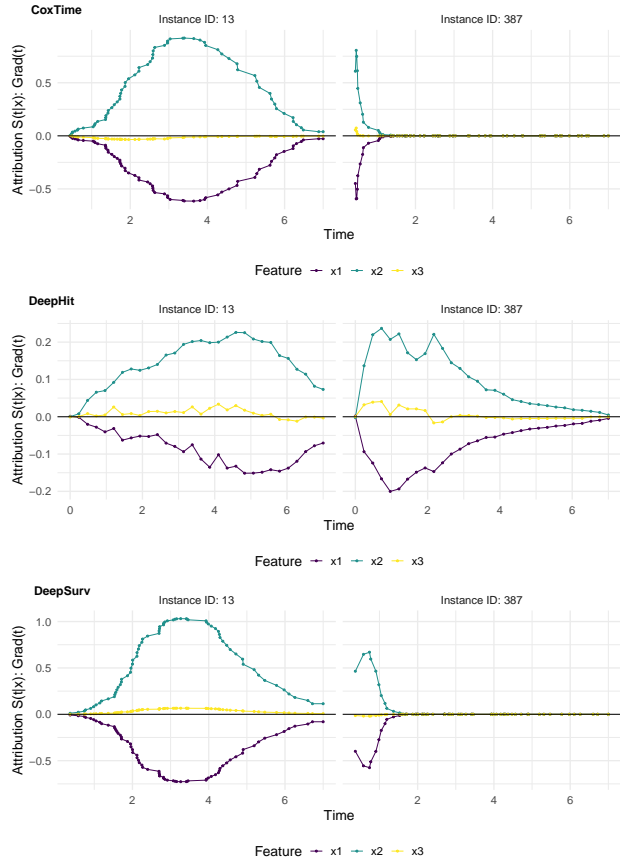 CoxTime
Instance ID: 13
Instance ID: 387
Attribution S(t|x): Grad(t)
0.5
0.0
−0.5
2
4
6
2
4
6
Time
Feature x1 x2 x3
DeepHit
Instance ID: 13
Instance ID: 387
Attribution S(t|x): Grad(t)
0.2
0.1
0.0
−0.1
−0.2
0
2
4
6
0
2
4
6
Time
Feature x1 x2 x3
DeepSurv
Instance ID: 13
Instance ID: 387
Attribution S(t|x): Grad(t)
1.0
0.5
0.0
−0.5
2
4
6
2
4
6
Time
Feature x1 x2 x3